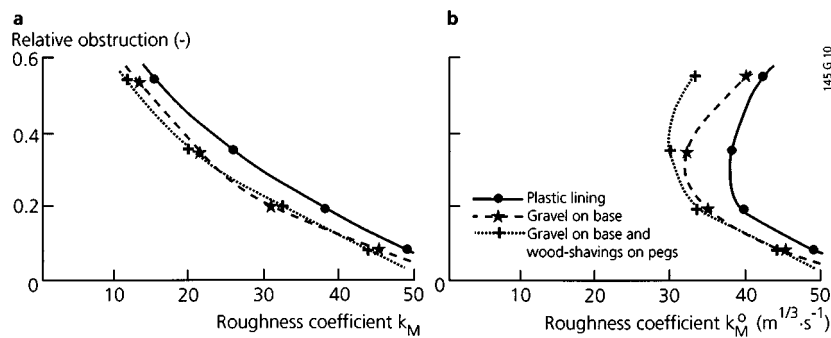 a
Relative obstruction (-)
0.6
0.4
0.2
0
10
20
30
40
50
Roughness coefficient k_M
b
145 G 10
Plastic lining
Gravel on base
Gravel on base and
wood-shavings on pegs
0
10
20
30
40
50
Roughness coefficient k_M^o (m^1/3·s^-1)